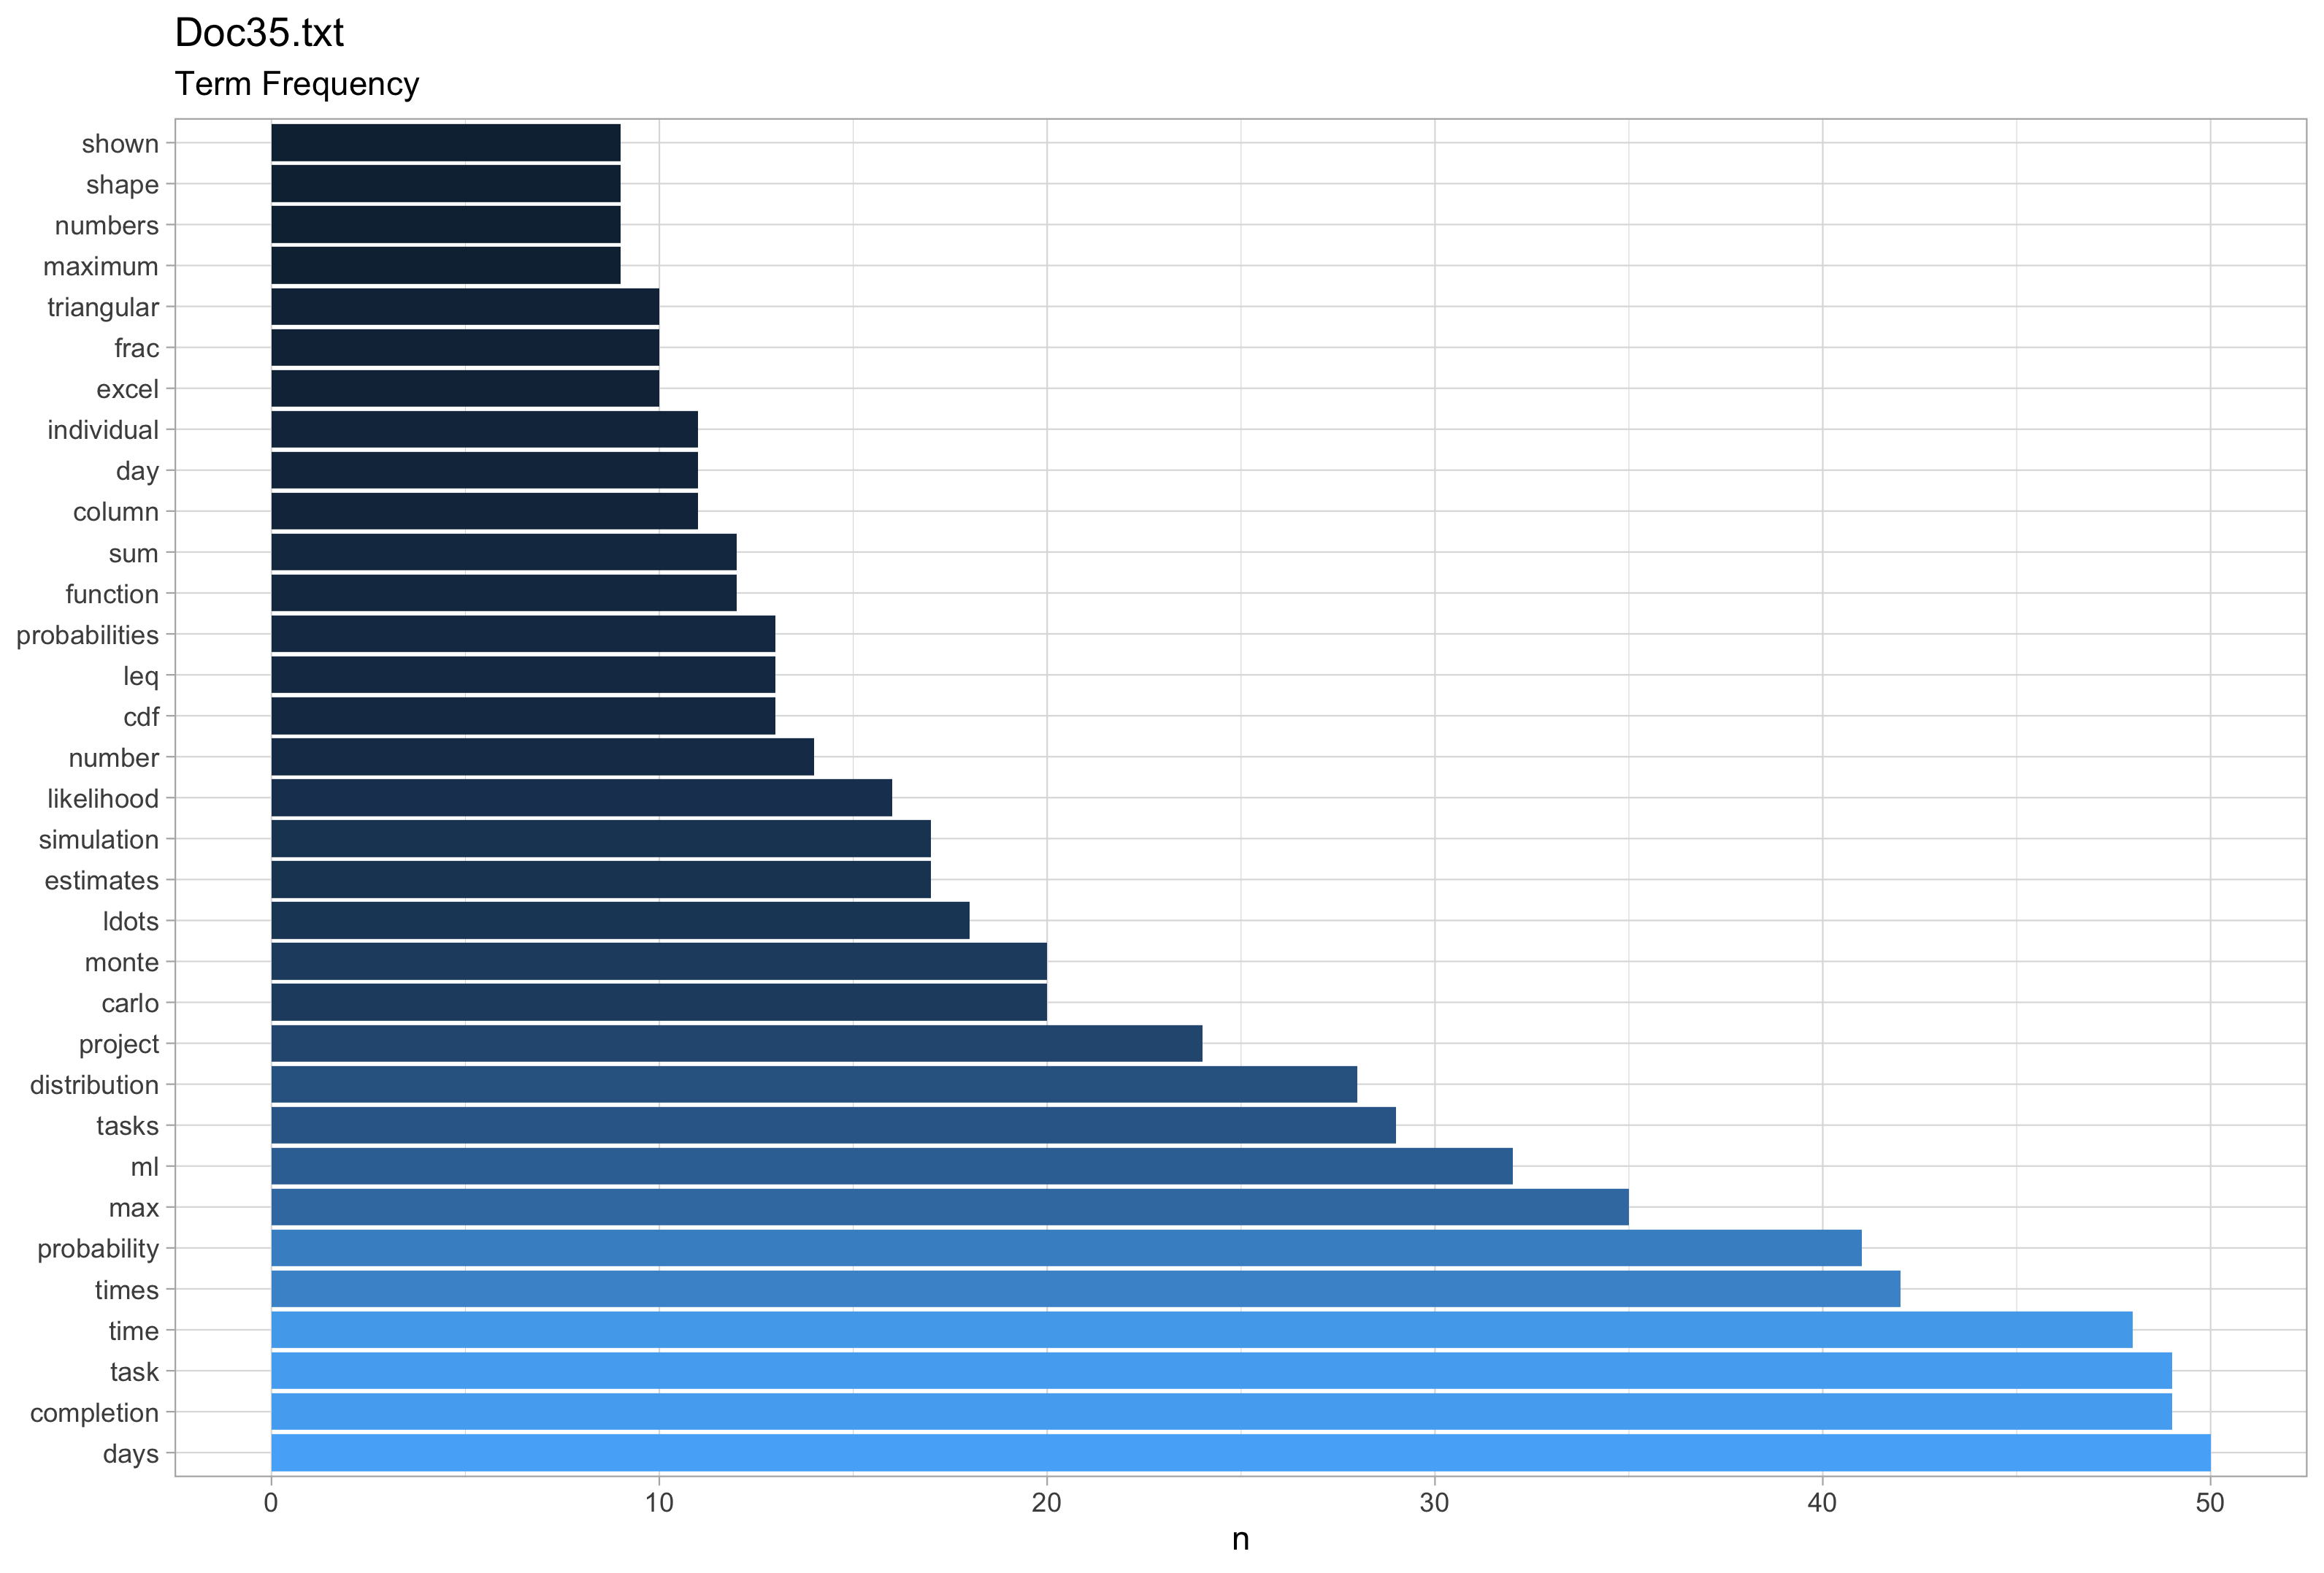 Doc35.txt
Term Frequency
shown
shape
numbers
maximum
triangular
frac
excel
individual
day
column
sum
function
probabilities
leq
cdf
number
likelihood
simulation
estimates
ldots
monte
carlo
project
distribution
tasks
ml
max
probability
times
time
task
completion
days
0 10 20 30 40 50
n